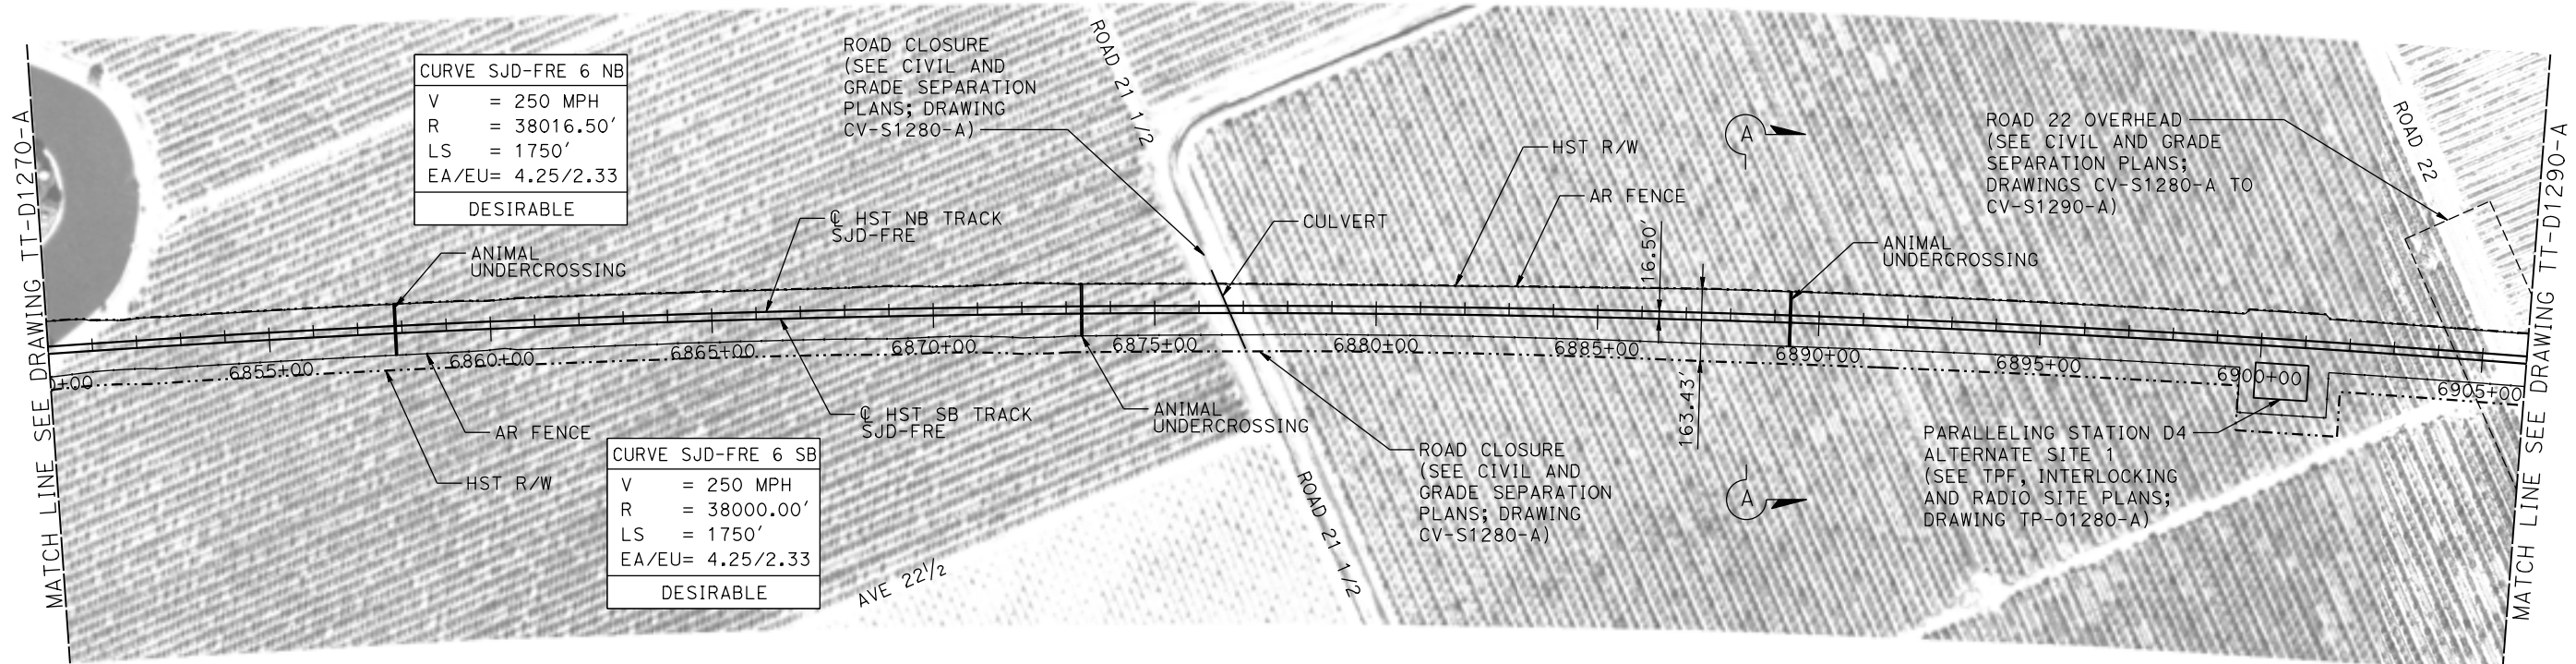 MATCH LINE SEE DRAWING TT-D1270-A
CURVE SJD-FRE 6 NB
V = 250 MPH
R = 38016.50'
LS = 1750'
EA/EU= 4.25/2.33
DESIRABLE
ROAD CLOSURE
(SEE CIVIL AND
GRADE SEPARATION
PLANS; DRAWING
CV-S1280-A)
ROAD 21 1/2
HST R/W
AR FENCE
A
ROAD 22 OVERHEAD
(SEE CIVIL AND GRADE
SEPARATION PLANS;
DRAWINGS CV-S1280-A TO
CV-S1290-A)
ROAD 22
MATCH LINE SEE DRAWING TT-D1290-A
ANIMAL
UNDERCROSSING
℄ HST NB TRACK
SJD-FRE
CULVERT
16.50'
ANIMAL
UNDERCROSSING
0+00
6855+00
6860+00
6865+00
6870+00
6875+00
6880+00
6885+00
6890+00
6895+00
6900+00
6905+00
163.43'
AR FENCE
HST R/W
CURVE SJD-FRE 6 SB
V = 250 MPH
R = 38000.00'
LS = 1750'
EA/EU= 4.25/2.33
DESIRABLE
℄ HST SB TRACK
SJD-FRE
ANIMAL
UNDERCROSSING
AVE 22½
ROAD 21 1/2
ROAD CLOSURE
(SEE CIVIL AND
GRADE SEPARATION
PLANS; DRAWING
CV-S1280-A)
A
PARALLELING STATION D4
ALTERNATE SITE 1
(SEE TPF, INTERLOCKING
AND RADIO SITE PLANS;
DRAWING TP-01280-A)